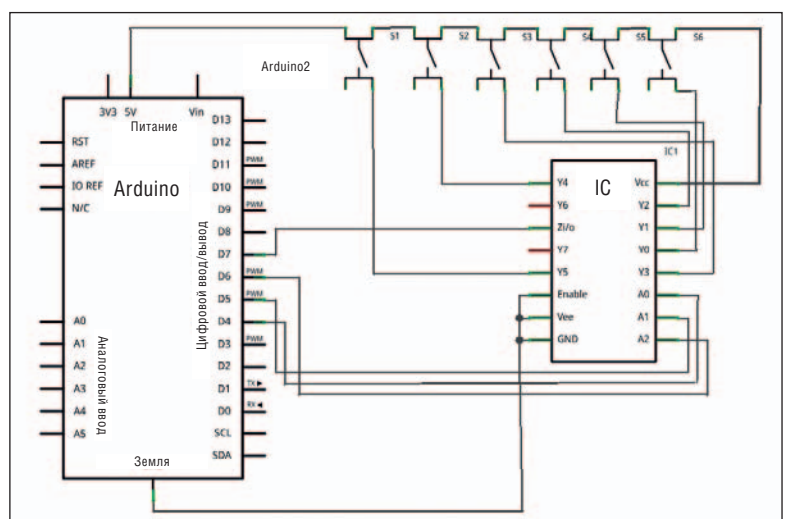 S1 S2 S3 S4 S5 S6
Arduino2
3V3 5V Vin
Питание
RST
AREF
IO REF
N/C
Arduino
D13
D12
D11 PWM
D10 PWM
D9 PWM
D8
D7
D6 PWM
D5 PWM
D4
D3 PWM
D2
D1 TX ▶
D0 RX ◀
SCL
SDA
Цифровой ввод/вывод
A0
A1
A2
A3
A4
A5
Аналоговый ввод
Земля
IC1
IC
Y4
Y6
Zi/o
Y7
Y5
Enable
Vee
GND
Vcc
Y2
Y1
Y0
Y3
A0
A1
A2